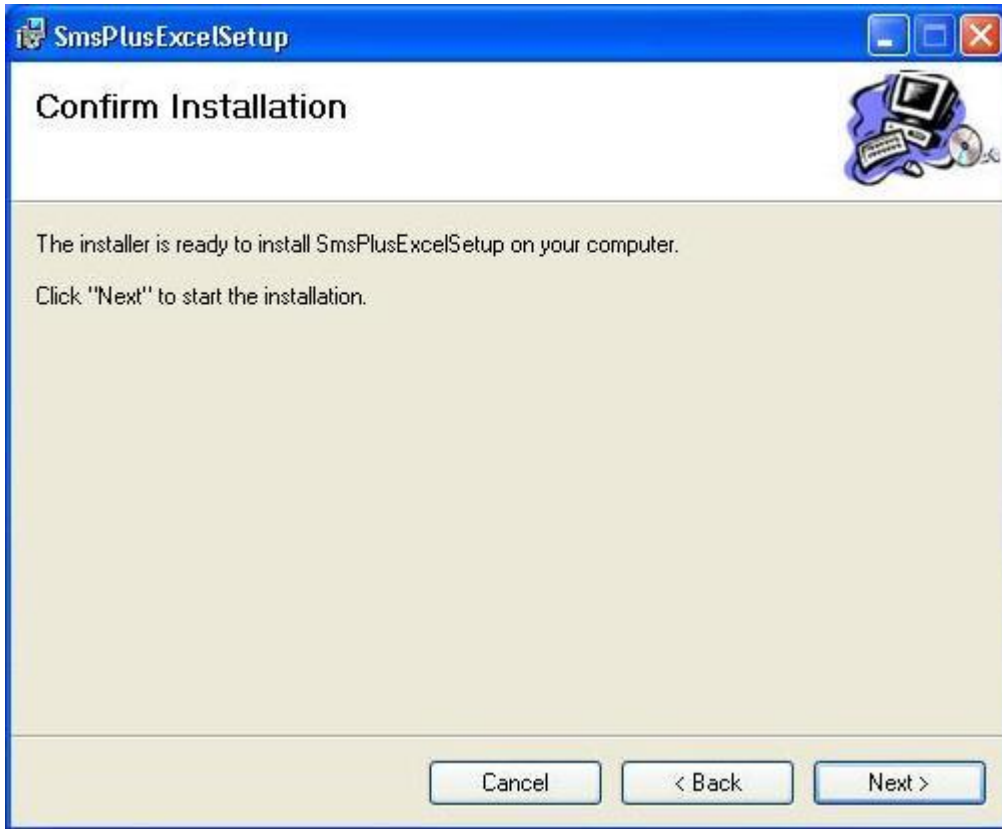 SmsPlusExcelSetup
Confirm Installation
The installer is ready to install SmsPlusExcelSetup on your computer.
Click "Next" to start the installation.
Cancel
< Back
Next >